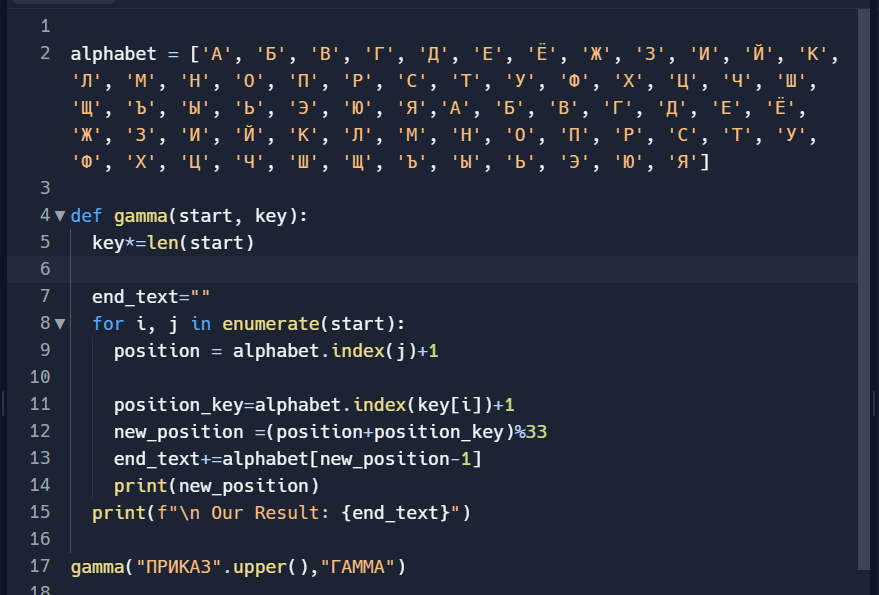 1
2 alphabet = ['А', 'Б', 'В', 'Г', 'Д', 'Е', 'Ё', 'Ж', 'З', 'И', 'Й', 'К',
'Л', 'М', 'Н', 'О', 'П', 'Р', 'С', 'Т', 'У', 'Ф', 'Х', 'Ц', 'Ч', 'Ш',
'Щ', 'Ъ', 'Ы', 'Ь', 'Э', 'Ю', 'Я','А', 'Б', 'В', 'Г', 'Д', 'Е', 'Ё',
'Ж', 'З', 'И', 'Й', 'К', 'Л', 'М', 'Н', 'О', 'П', 'Р', 'С', 'Т', 'У',
'Ф', 'Х', 'Ц', 'Ч', 'Ш', 'Щ', 'Ъ', 'Ы', 'Ь', 'Э', 'Ю', 'Я']
3
4 def gamma(start, key):
5 key*=len(start)
6
7 end_text=""
8 for i, j in enumerate(start):
9 position = alphabet.index(j)+1
10
11 position_key=alphabet.index(key[i])+1
12 new_position =(position+position_key)%33
13 end_text+=alphabet[new_position-1]
14 print(new_position)
15 print(f"\n Our Result: {end_text}")
16
17 gamma("ПРИКАЗ".upper(),"ГАММА")
18